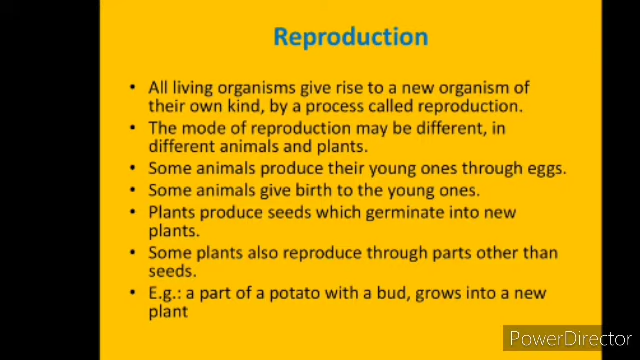 Reproduction
• All living organisms give rise to a new organism of
their own kind, by a process called reproduction.
• The mode of reproduction may be different, in
different animals and plants.
• Some animals produce their young ones through eggs.
• Some animals give birth to the young ones.
• Plants produce seeds which germinate into new
plants.
• Some plants also reproduce through parts other than
seeds.
• E.g.: a part of a potato with a bud, grows into a new
plant
PowerDirector